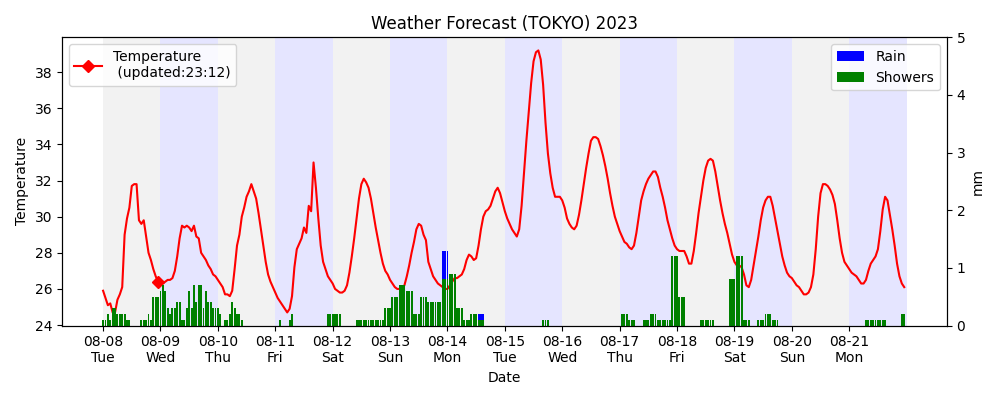 Weather Forecast (TOKYO) 2023
Temperature
(updated:23:12)
Rain
Showers
Temperature
38
36
34
32
30
28
26
24
5
4
3
2
1
0
mm
08-08 08-09 08-10 08-11 08-12 08-13 08-14 08-15 08-16 08-17 08-18 08-19 08-20 08-21
Tue Wed Thu Fri Sat Sun Mon Tue Wed Thu Fri Sat Sun Mon
Date